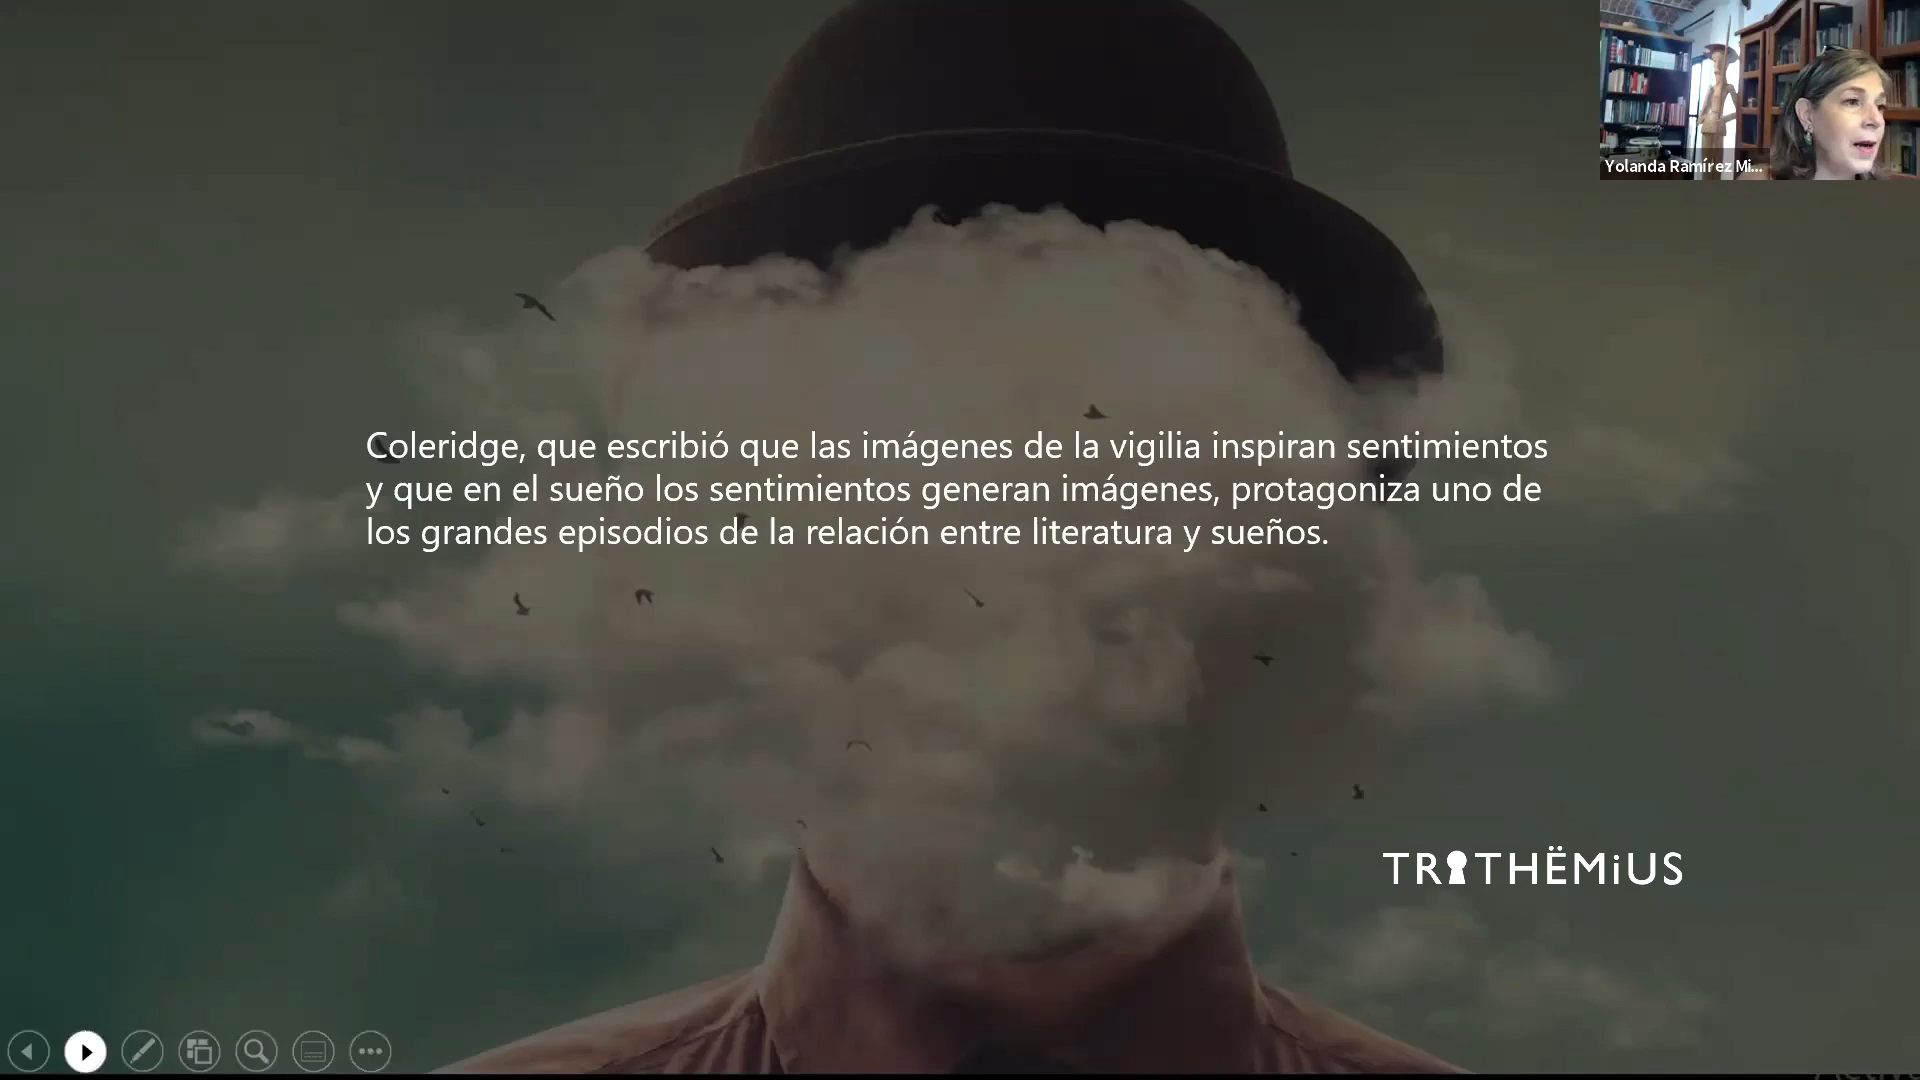 Yolanda Ramírez Mi...
Coleridge, que escribió que las imágenes de la vigilia inspiran sentimientos
y que en el sueño los sentimientos generan imágenes, protagoniza uno de
los grandes episodios de la relación entre literatura y sueños.
TRITHËMiUS